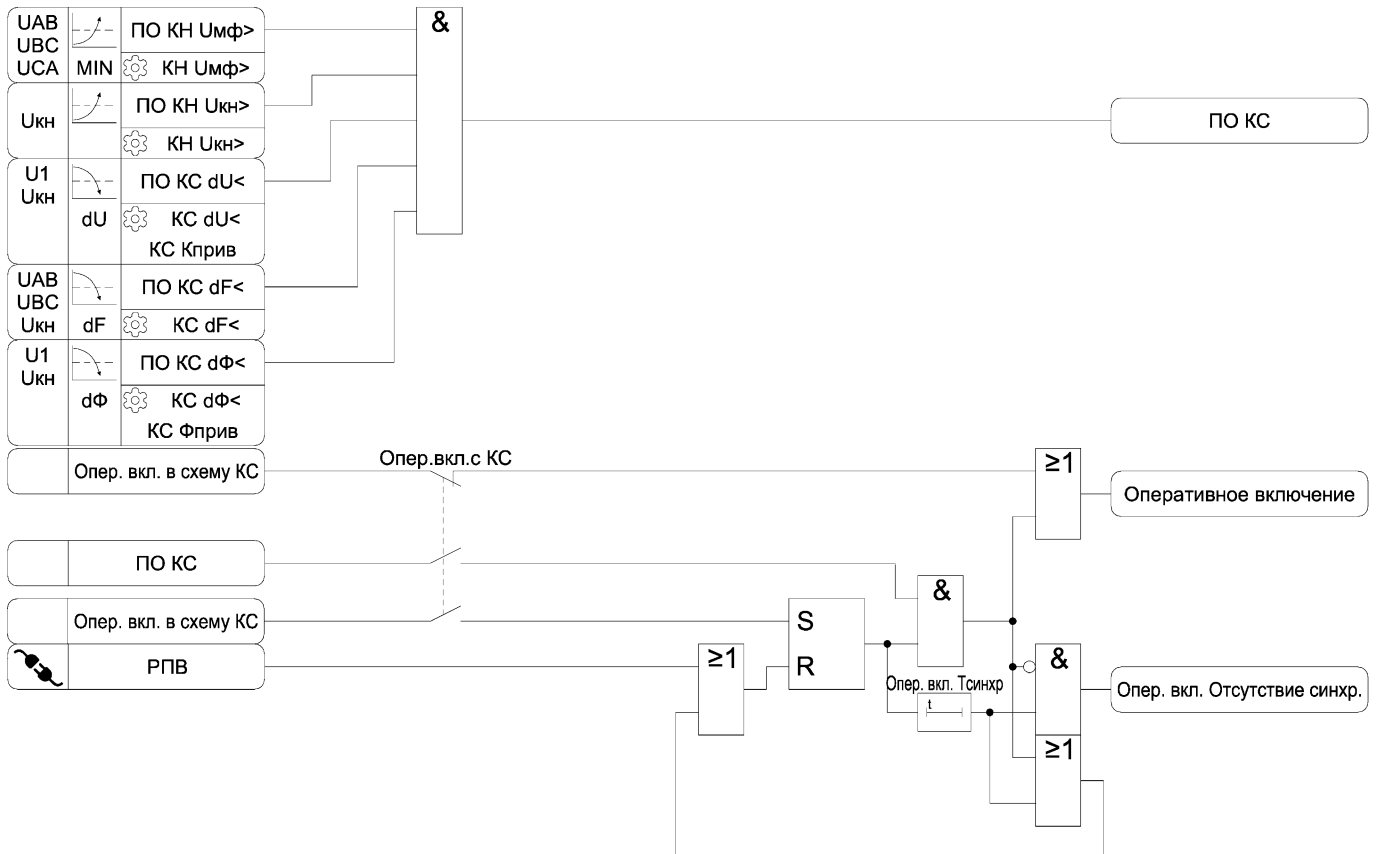 UAB
UBC
UCA
MIN
ПО КН Uмф>
КН Uмф>
&
Uкн
ПО КН Uкн>
КН Uкн>
ПО КС
U1
Uкн
dU
ПО КС dU<
КС dU<
КС Kприв
UAB
UBC
Uкн
dF
ПО КС dF<
КС dF<
U1
Uкн
dФ
ПО КС dФ<
КС dФ<
КС Фприв
Опер. вкл. в схему КС
Опер.вкл.с КС
≥1
Оперативное включение
ПО КС
&
Опер. вкл. в схему КС
S
R
РПВ
≥1
Опер. вкл. Тсинхр
t
&
Опер. вкл. Отсутствие синхр.
≥1